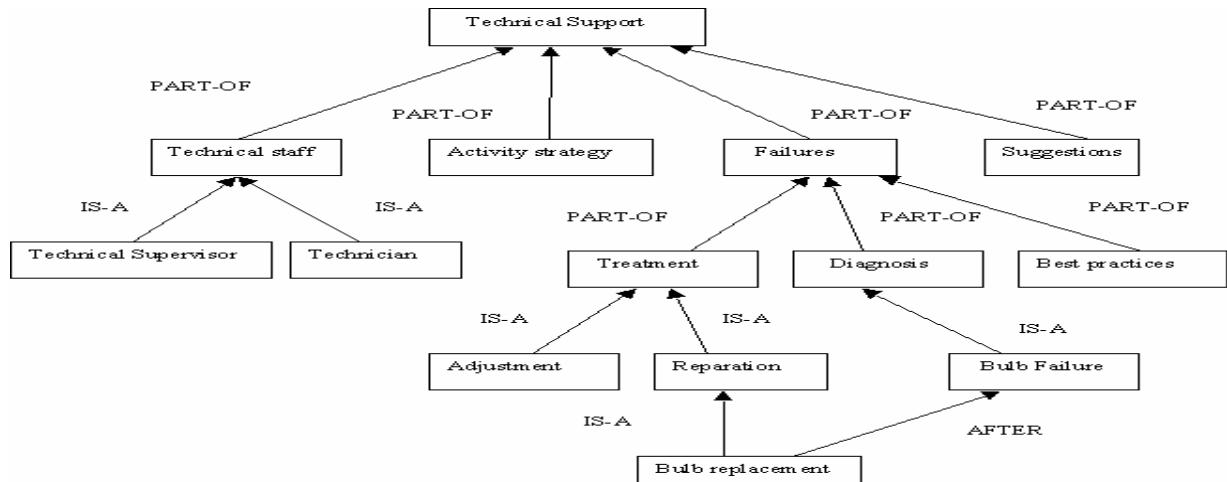 Technical Support
PART-OF
PART-OF
PART-OF
PART-OF
Technical staff
Activity strategy
Failures
Suggestions
IS-A
IS-A
PART-OF
PART-OF
PART-OF
Technical Supervisor
Technician
Treatment
Diagnosis
Best practices
IS-A
IS-A
IS-A
Adjustment
Reparation
Bulb Failure
IS-A
AFTER
Bulb replacement